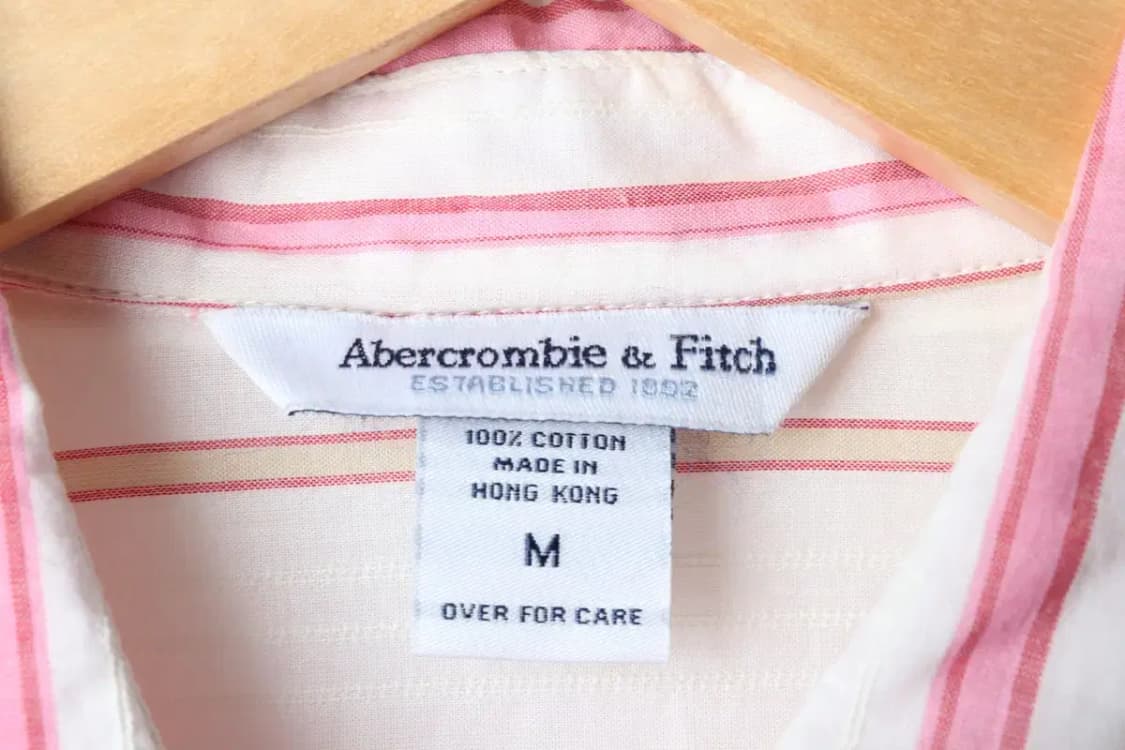 Abercrombie & Fitch
ESTABLISHED 1892
100% COTTON
MADE IN
HONG KONG
M
OVER FOR CARE